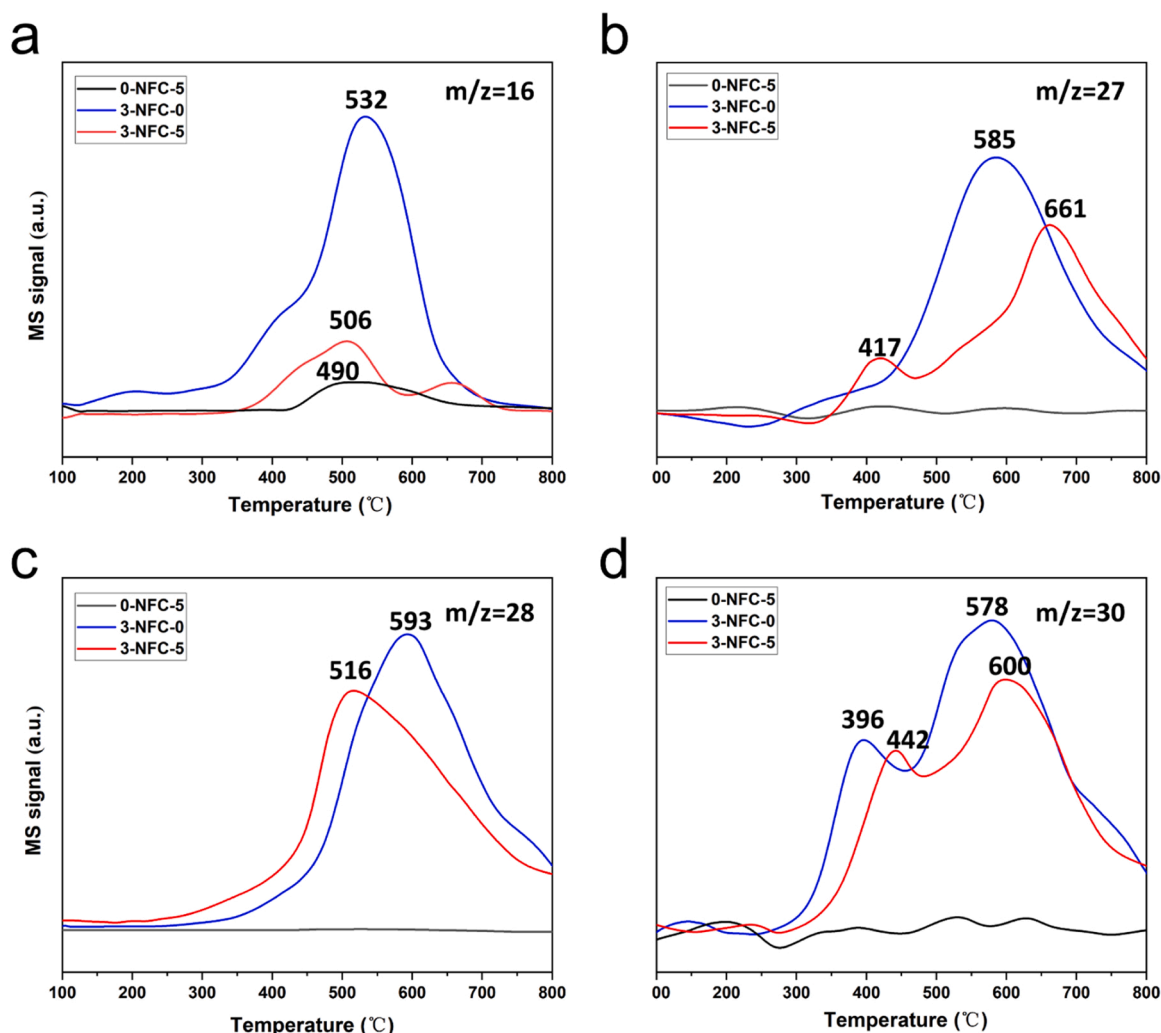 a
0-NFC-5
3-NFC-0
3-NFC-5
m/z=16
532
506
490
MS signal (a.u.)
100 200 300 400 500 600 700 800
Temperature (℃)
b
0-NFC-5
3-NFC-0
3-NFC-5
m/z=27
585
661
417
00 200 300 400 500 600 700 800
Temperature (℃)
c
0-NFC-5
3-NFC-0
3-NFC-5
m/z=28
593
516
MS signal (a.u.)
100 200 300 400 500 600 700 800
Temperature (℃)
d
0-NFC-5
3-NFC-0
3-NFC-5
m/z=30
578
600
396
442
00 200 300 400 500 600 700 800
Temperature (℃)